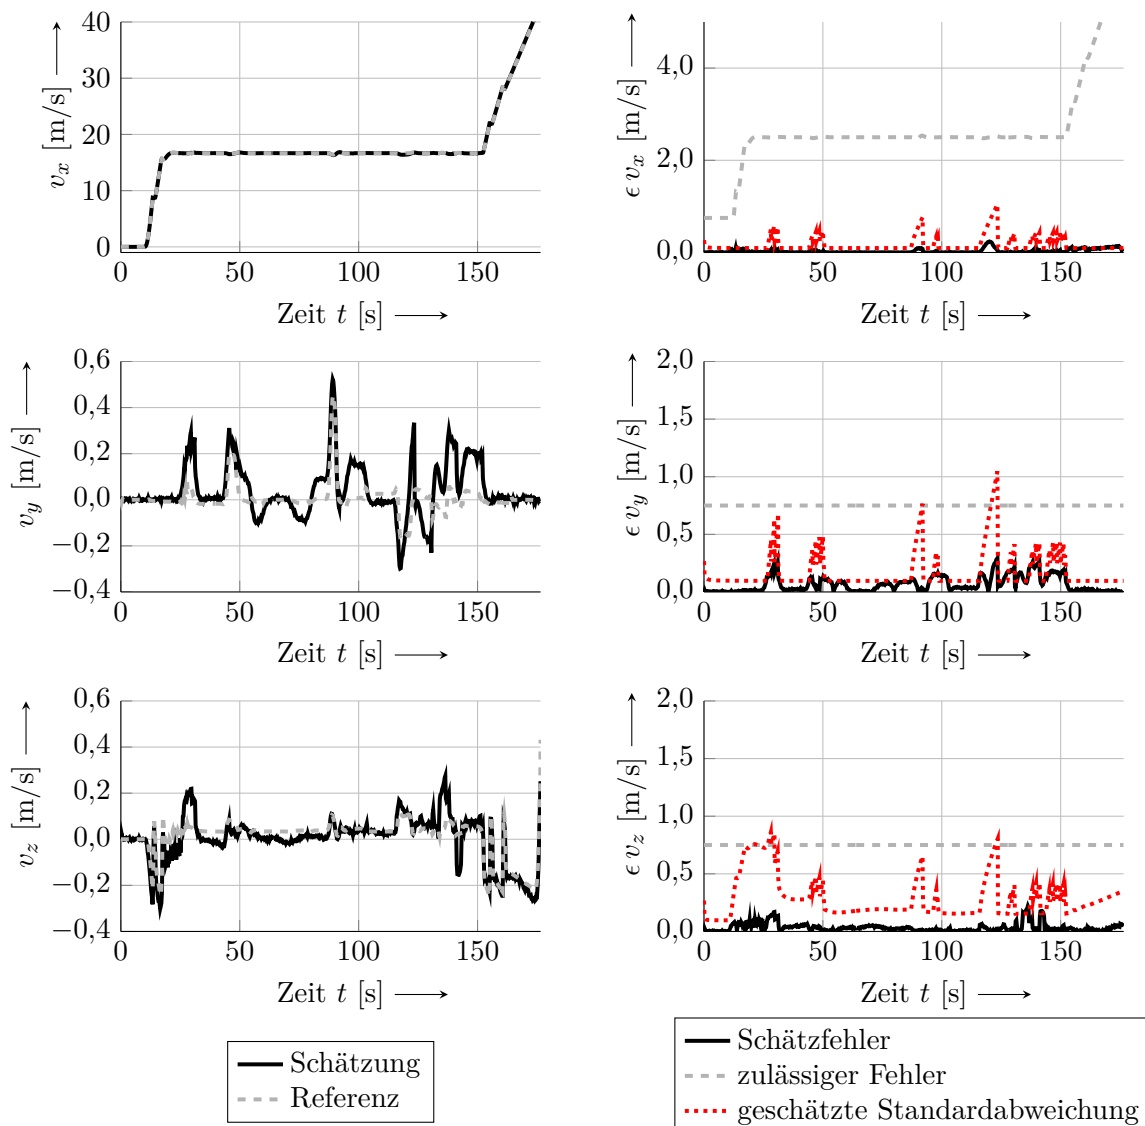 40
30
20
10
0
0 50 100 150
v_x [m/s]
Zeit t [s]
4,0
2,0
0,0
0 50 100 150
ϵ v_x [m/s]
Zeit t [s]
0,6
0,4
0,2
0,0
−0,2
−0,4
0 50 100 150
v_y [m/s]
Zeit t [s]
2,0
1,5
1,0
0,5
0,0
0 50 100 150
ϵ v_y [m/s]
Zeit t [s]
0,6
0,4
0,2
0,0
−0,2
−0,4
0 50 100 150
v_z [m/s]
Zeit t [s]
2,0
1,5
1,0
0,5
0,0
0 50 100 150
ϵ v_z [m/s]
Zeit t [s]
Schätzung
Referenz
Schätzfehler
zulässiger Fehler
geschätzte Standardabweichung